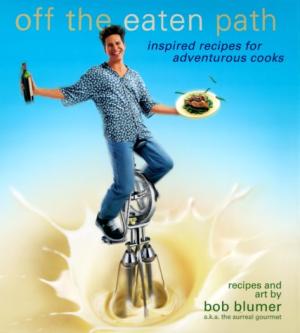 off the eaten path
inspired recipes for
adventurous cooks
recipes and
art by
bob blumer
a.k.a. the surreal gourmet